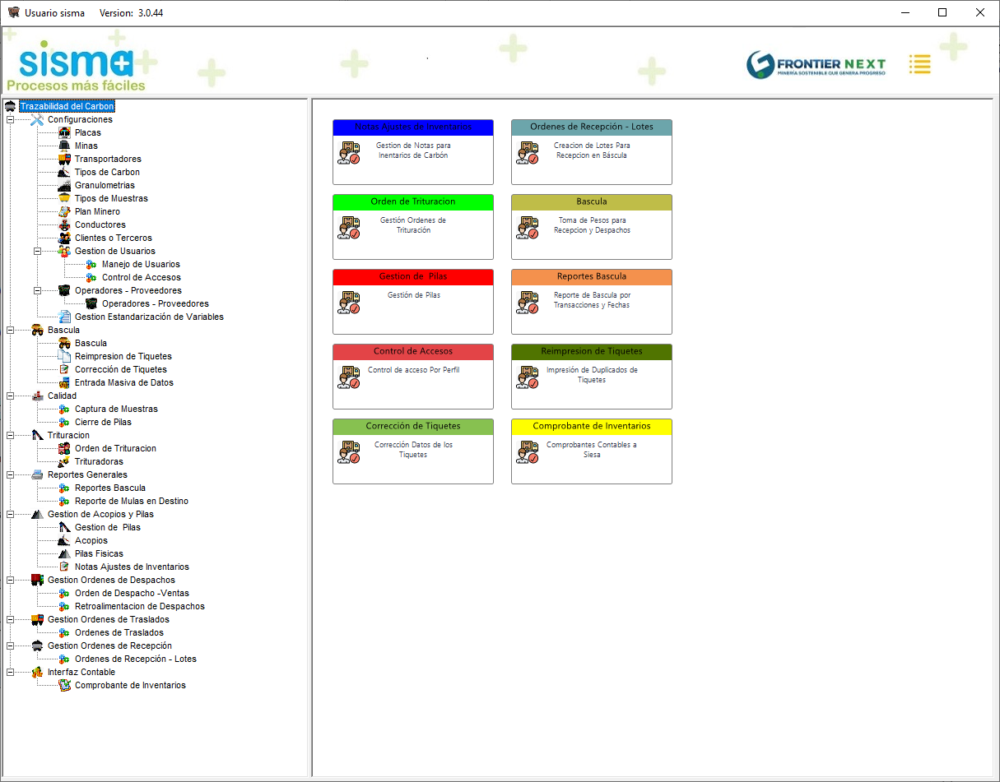 Usuario sisma Version: 3.0.44
sisma
Procesos más fáciles
FRONTIER NEXT
MINERÍA SOSTENIBLE QUE GENERA PROGRESO
Trazabilidad del Carbon
Configuraciones
Placas
Minas
Transportadores
Tipos de Carbon
Granulometrias
Tipos de Muestras
Plan Minero
Conductores
Clientes o Terceros
Gestion de Usuarios
Manejo de Usuarios
Control de Accesos
Operadores - Proveedores
Operadores - Proveedores
Gestion Estandarización de Variables
Bascula
Bascula
Reimpresion de Tiquetes
Corrección de Tiquetes
Entrada Masiva de Datos
Calidad
Captura de Muestras
Cierre de Pilas
Trituracion
Orden de Trituracion
Trituradoras
Reportes Generales
Reportes Bascula
Reporte de Mulas en Destino
Gestion de Acopios y Pilas
Gestion de  Pilas
Acopios
Pilas Fisicas
Notas Ajustes de Inventarios
Gestion Ordenes de Despachos
Orden de Despacho -Ventas
Retroalimentacion de Despachos
Gestion Ordenes de Traslados
Ordenes de Traslados
Gestion Ordenes de Recepción
Ordenes de Recepción - Lotes
Interfaz Contable
Comprobante de Inventarios
Notas Ajustes de Inventarios
Gestion de Notas para
Inentarios de Carbón
Ordenes de Recepción - Lotes
Creacion de Lotes Para
Recepcion en Báscula
Orden de Trituracion
Gestión Ordenes de
Trituración
Bascula
Toma de Pesos para
Recepcion y Despachos
Gestion de  Pilas
Gestión de Pilas
Reportes Bascula
Reporte de Bascula por
Transacciones y Fechas
Control de Accesos
Control de acceso Por Perfil
Reimpresion de Tiquetes
Impresión de Duplicados de
Tiquetes
Corrección de Tiquetes
Corrección Datos de los
Tiquetes
Comprobante de Inventarios
Comprobantes Contables a
Siesa